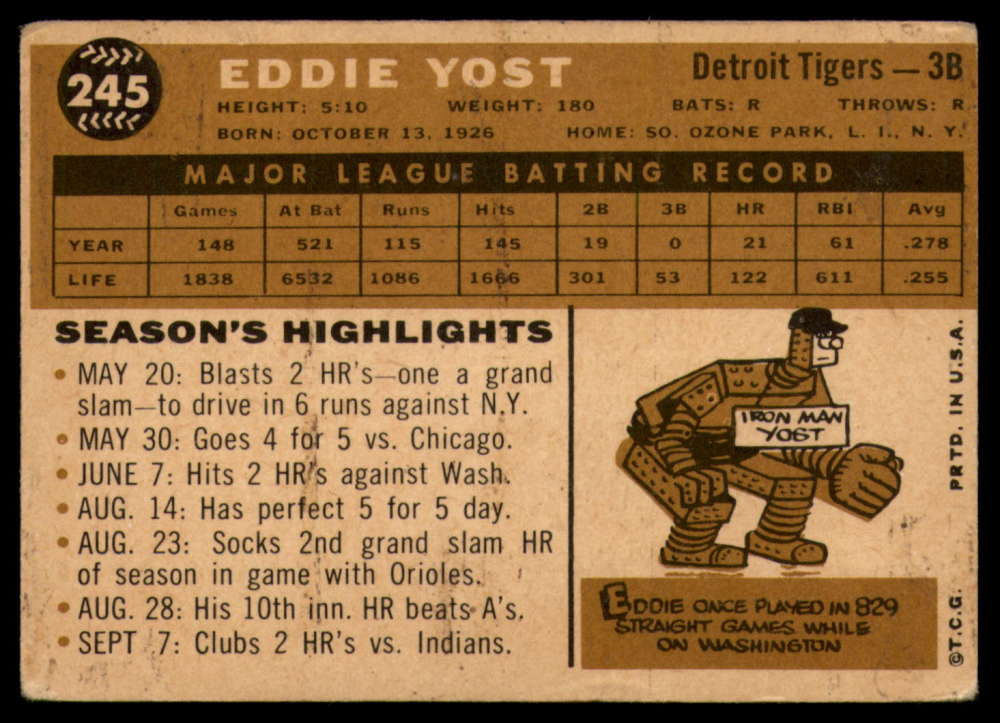 245
EDDIE YOST
Detroit Tigers — 3B
HEIGHT: 5:10 WEIGHT: 180 BATS: R THROWS: R
BORN: OCTOBER 13, 1926 HOME: SO. OZONE PARK, L. I., N. Y.
MAJOR LEAGUE BATTING RECORD
Games At Bat Runs Hits 2B 3B HR RBI Avg
YEAR 148 521 115 145 19 0 21 61 .278
LIFE 1838 6532 1086 1666 301 53 122 611 .255
SEASON'S HIGHLIGHTS
• MAY 20: Blasts 2 HR's—one a grand
slam—to drive in 6 runs against N.Y.
• MAY 30: Goes 4 for 5 vs. Chicago.
• JUNE 7: Hits 2 HR's against Wash.
• AUG. 14: Has perfect 5 for 5 day.
• AUG. 23: Socks 2nd grand slam HR
of season in game with Orioles.
• AUG. 28: His 10th inn. HR beats A's.
• SEPT 7: Clubs 2 HR's vs. Indians.
IRON MAN
YOST
EDDIE ONCE PLAYED IN 829
STRAIGHT GAMES WHILE
ON WASHINGTON
©T.C.G. PRTD. IN U.S.A.